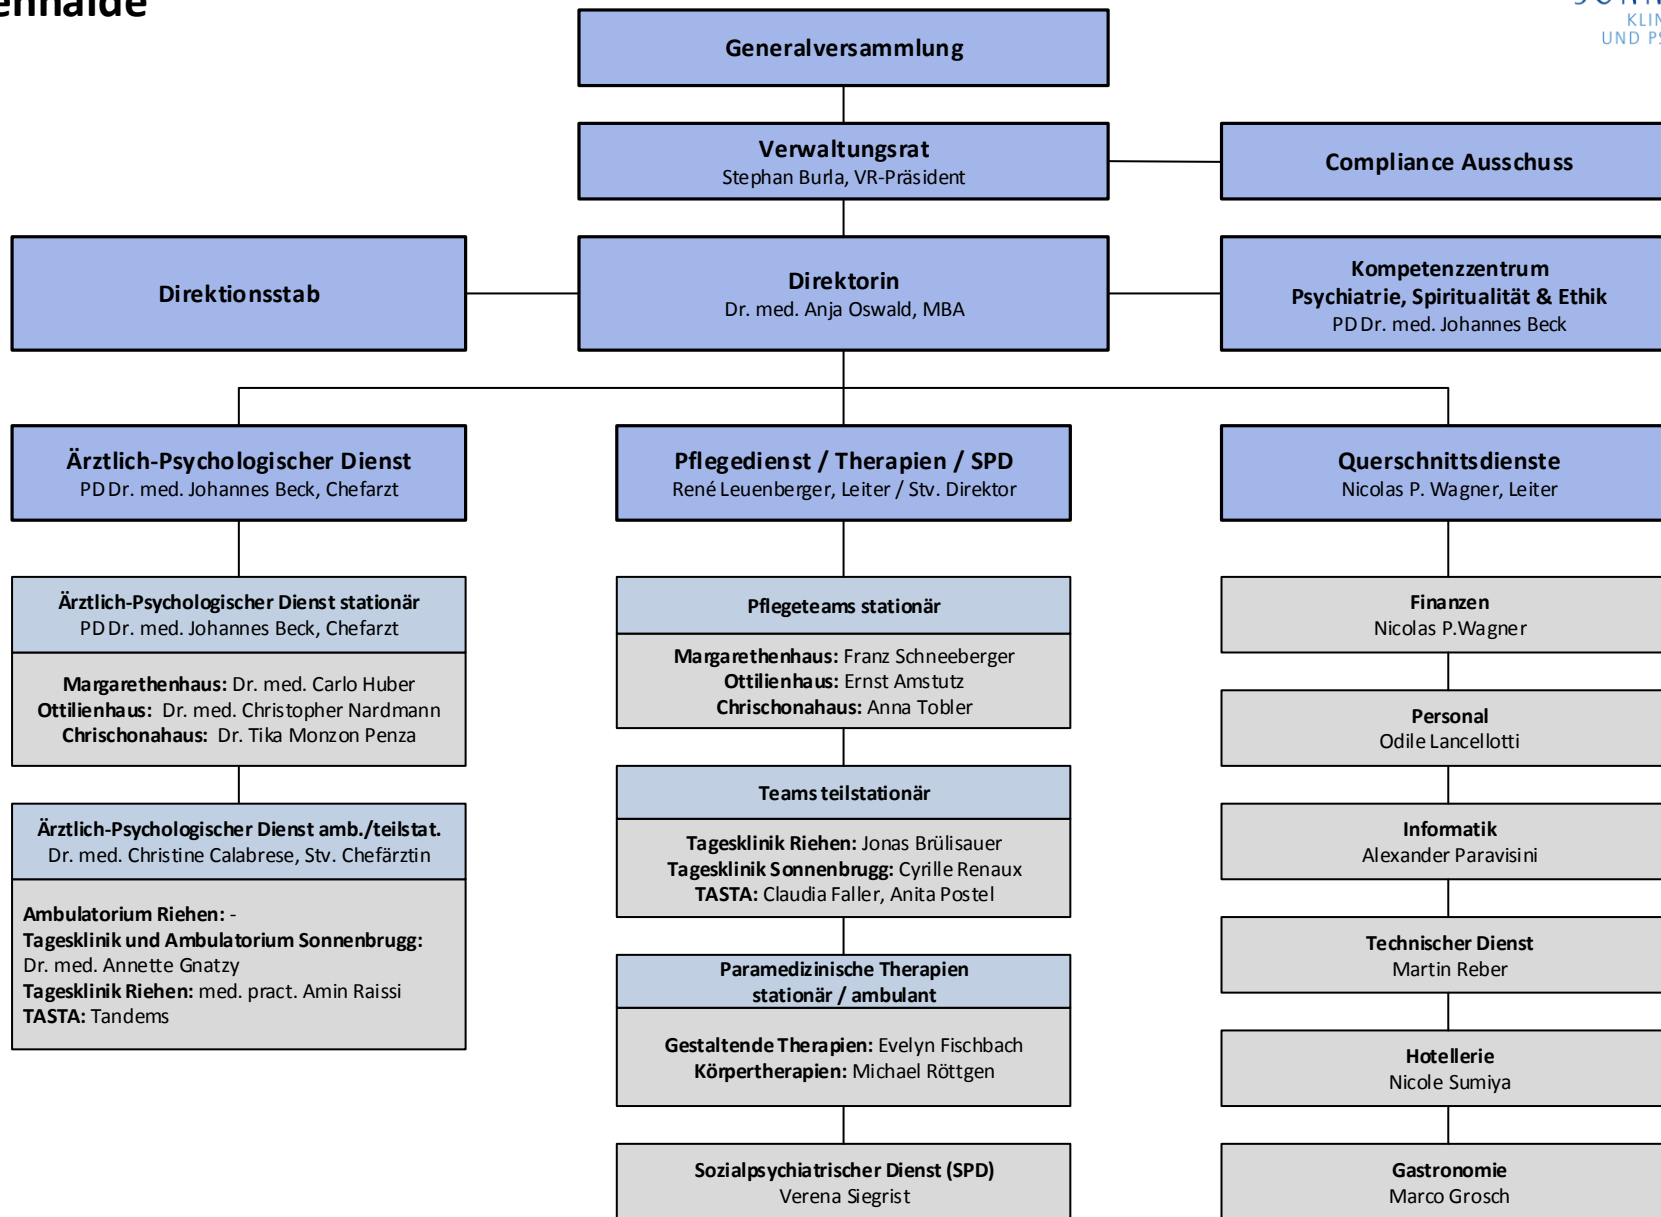 enhalde
KLIN
UND PS
Generalversammlung
Verwaltungsrat
Stephan Burla, VR-Präsident
Compliance Ausschuss
Direktionsstab
Direktorin
Dr. med. Anja Oswald, MBA
Kompetenzzentrum
Psychiatrie, Spiritualität & Ethik
PD Dr. med. Johannes Beck
Ärztlich-Psychologischer Dienst
PD Dr. med. Johannes Beck, Chefarzt
Ärztlich-Psychologischer Dienst stationär
PD Dr. med. Johannes Beck, Chefarzt
Margarethenhaus: Dr. med. Carlo Huber
Ottilienhaus: Dr. med. Christopher Nardmann
Chrischonahaus: Dr. Tika Monzon Penza
Ärztlich-Psychologischer Dienst amb./teilstat.
Dr. med. Christine Calabrese, Stv. Chefärztin
Ambulatorium Riehen: -
Tagesklinik und Ambulatorium Sonnenbrugg:
Dr. med. Annette Gnatzy
Tagesklinik Riehen: med. pract. Amin Raissi
TASTA: Tandems
Pflegedienst / Therapien / SPD
René Leuenberger, Leiter / Stv. Direktor
Pflegeteams stationär
Margarethenhaus: Franz Schneeberger
Ottilienhaus: Ernst Amstutz
Chrischonahaus: Anna Tobler
Teams teilstationär
Tagesklinik Riehen: Jonas Brülisauer
Tagesklinik Sonnenbrugg: Cyrille Renaux
TASTA: Claudia Faller, Anita Postel
Paramedizinische Therapien
stationär / ambulant
Gestaltende Therapien: Evelyn Fischbach
Körpertherapien: Michael Röttgen
Sozialpsychiatrischer Dienst (SPD)
Verena Siegrist
Querschnittsdienste
Nicolas P. Wagner, Leiter
Finanzen
Nicolas P.Wagner
Personal
Odile Lancellotti
Informatik
Alexander Paravisini
Technischer Dienst
Martin Reber
Hotellerie
Nicole Sumiya
Gastronomie
Marco Grosch